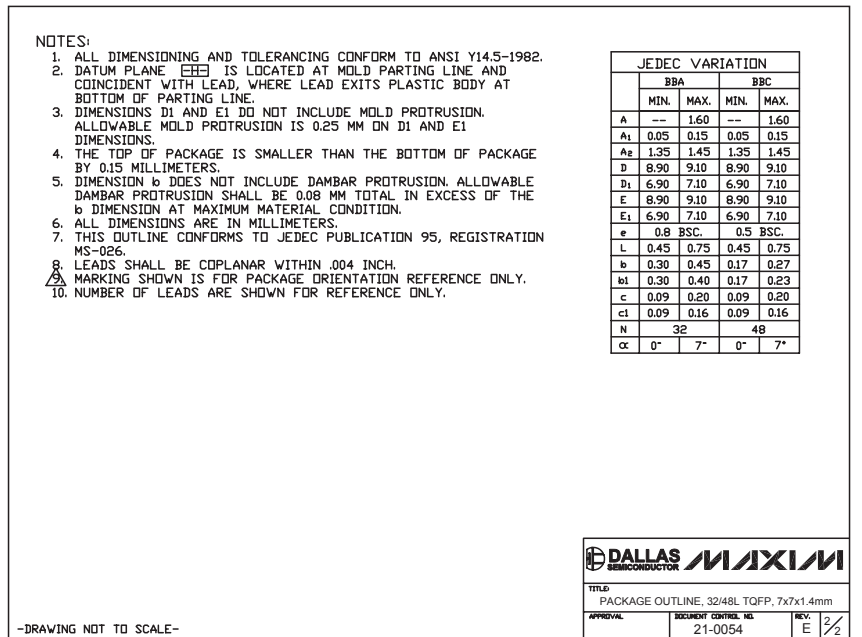 NOTES:
1. ALL DIMENSIONING AND TOLERANCING CONFORM TO ANSI Y14.5-1982.
2. DATUM PLANE -H- IS LOCATED AT MOLD PARTING LINE AND
COINCIDENT WITH LEAD, WHERE LEAD EXITS PLASTIC BODY AT
BOTTOM OF PARTING LINE.
3. DIMENSIONS D1 AND E1 DO NOT INCLUDE MOLD PROTRUSION.
ALLOWABLE MOLD PROTRUSION IS 0.25 MM ON D1 AND E1
DIMENSIONS.
4. THE TOP OF PACKAGE IS SMALLER THAN THE BOTTOM OF PACKAGE
BY 0.15 MILLIMETERS.
5. DIMENSION b DOES NOT INCLUDE DAMBAR PROTRUSION. ALLOWABLE
DAMBAR PROTRUSION SHALL BE 0.08 MM TOTAL IN EXCESS OF THE
b DIMENSION AT MAXIMUM MATERIAL CONDITION.
6. ALL DIMENSIONS ARE IN MILLIMETERS.
7. THIS OUTLINE CONFORMS TO JEDEC PUBLICATION 95, REGISTRATION
MS-026.
8. LEADS SHALL BE COPLANAR WITHIN .004 INCH.
9. MARKING SHOWN IS FOR PACKAGE ORIENTATION REFERENCE ONLY.
10. NUMBER OF LEADS ARE SHOWN FOR REFERENCE ONLY.
JEDEC VARIATION
BBA BBC
MIN. MAX. MIN. MAX.
A -- 1.60 -- 1.60
A1 0.05 0.15 0.05 0.15
A2 1.35 1.45 1.35 1.45
D 8.90 9.10 8.90 9.10
D1 6.90 7.10 6.90 7.10
E 8.90 9.10 8.90 9.10
E1 6.90 7.10 6.90 7.10
e 0.8 BSC. 0.5 BSC.
L 0.45 0.75 0.45 0.75
b 0.30 0.45 0.17 0.27
b1 0.30 0.40 0.17 0.23
c 0.09 0.20 0.09 0.20
c1 0.09 0.16 0.09 0.16
N 32 48
α 0° 7° 0° 7°
-DRAWING NOT TO SCALE-
DALLAS SEMICONDUCTOR MAXIM
TITLE:
PACKAGE OUTLINE, 32/48L TQFP, 7x7x1.4mm
APPROVAL DOCUMENT CONTROL NO. REV.
21-0054 E 2/2